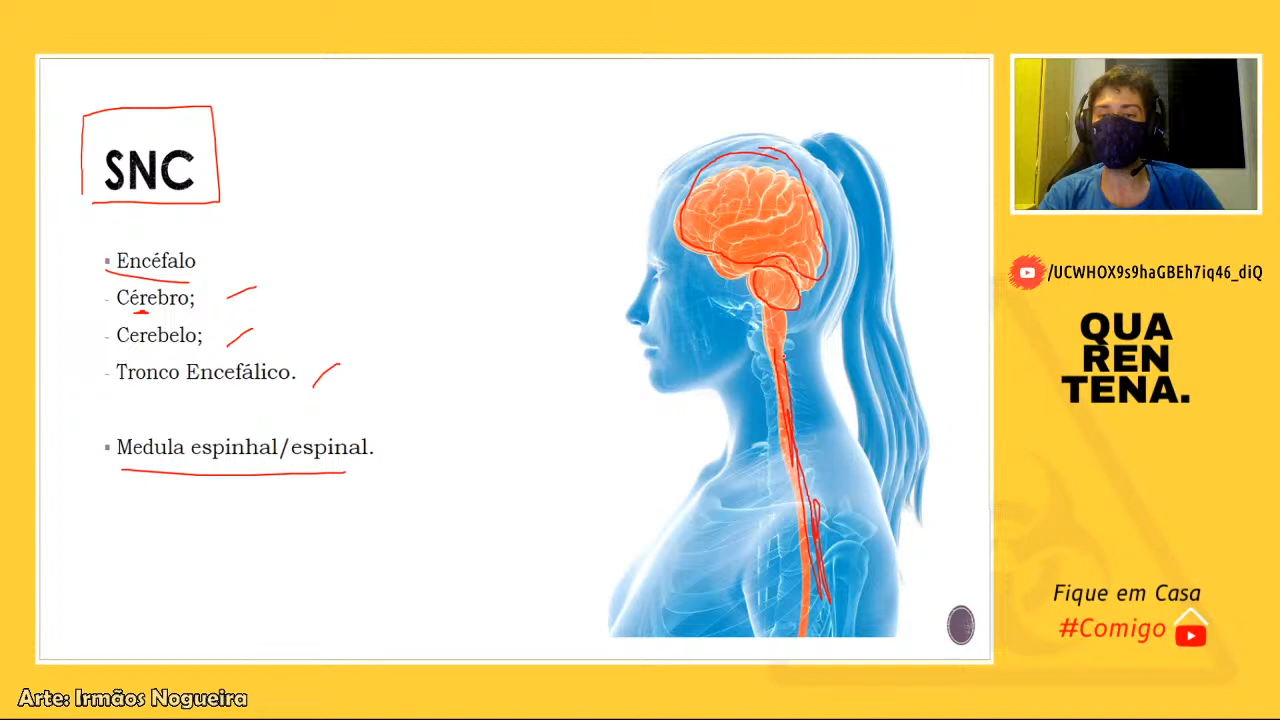 SNC
Encéfalo
- Cérebro;
- Cerebelo;
- Tronco Encefálico.
Medula espinhal/espinal.
/UCWHOX9s9haGBEh7iq46_diQ
QUA
REN
TENA.
Fique em Casa
#Comigo
Arte: Irmãos Nogueira